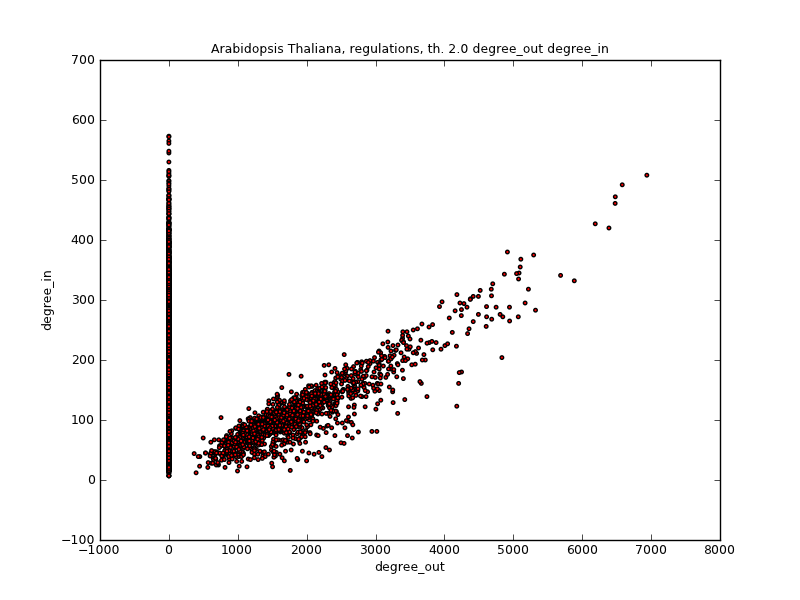 Arabidopsis Thaliana, regulations, th. 2.0 degree_out degree_in
700
600
500
400
300
200
100
0
−100
degree_in
−1000 0 1000 2000 3000 4000 5000 6000 7000 8000
degree_out